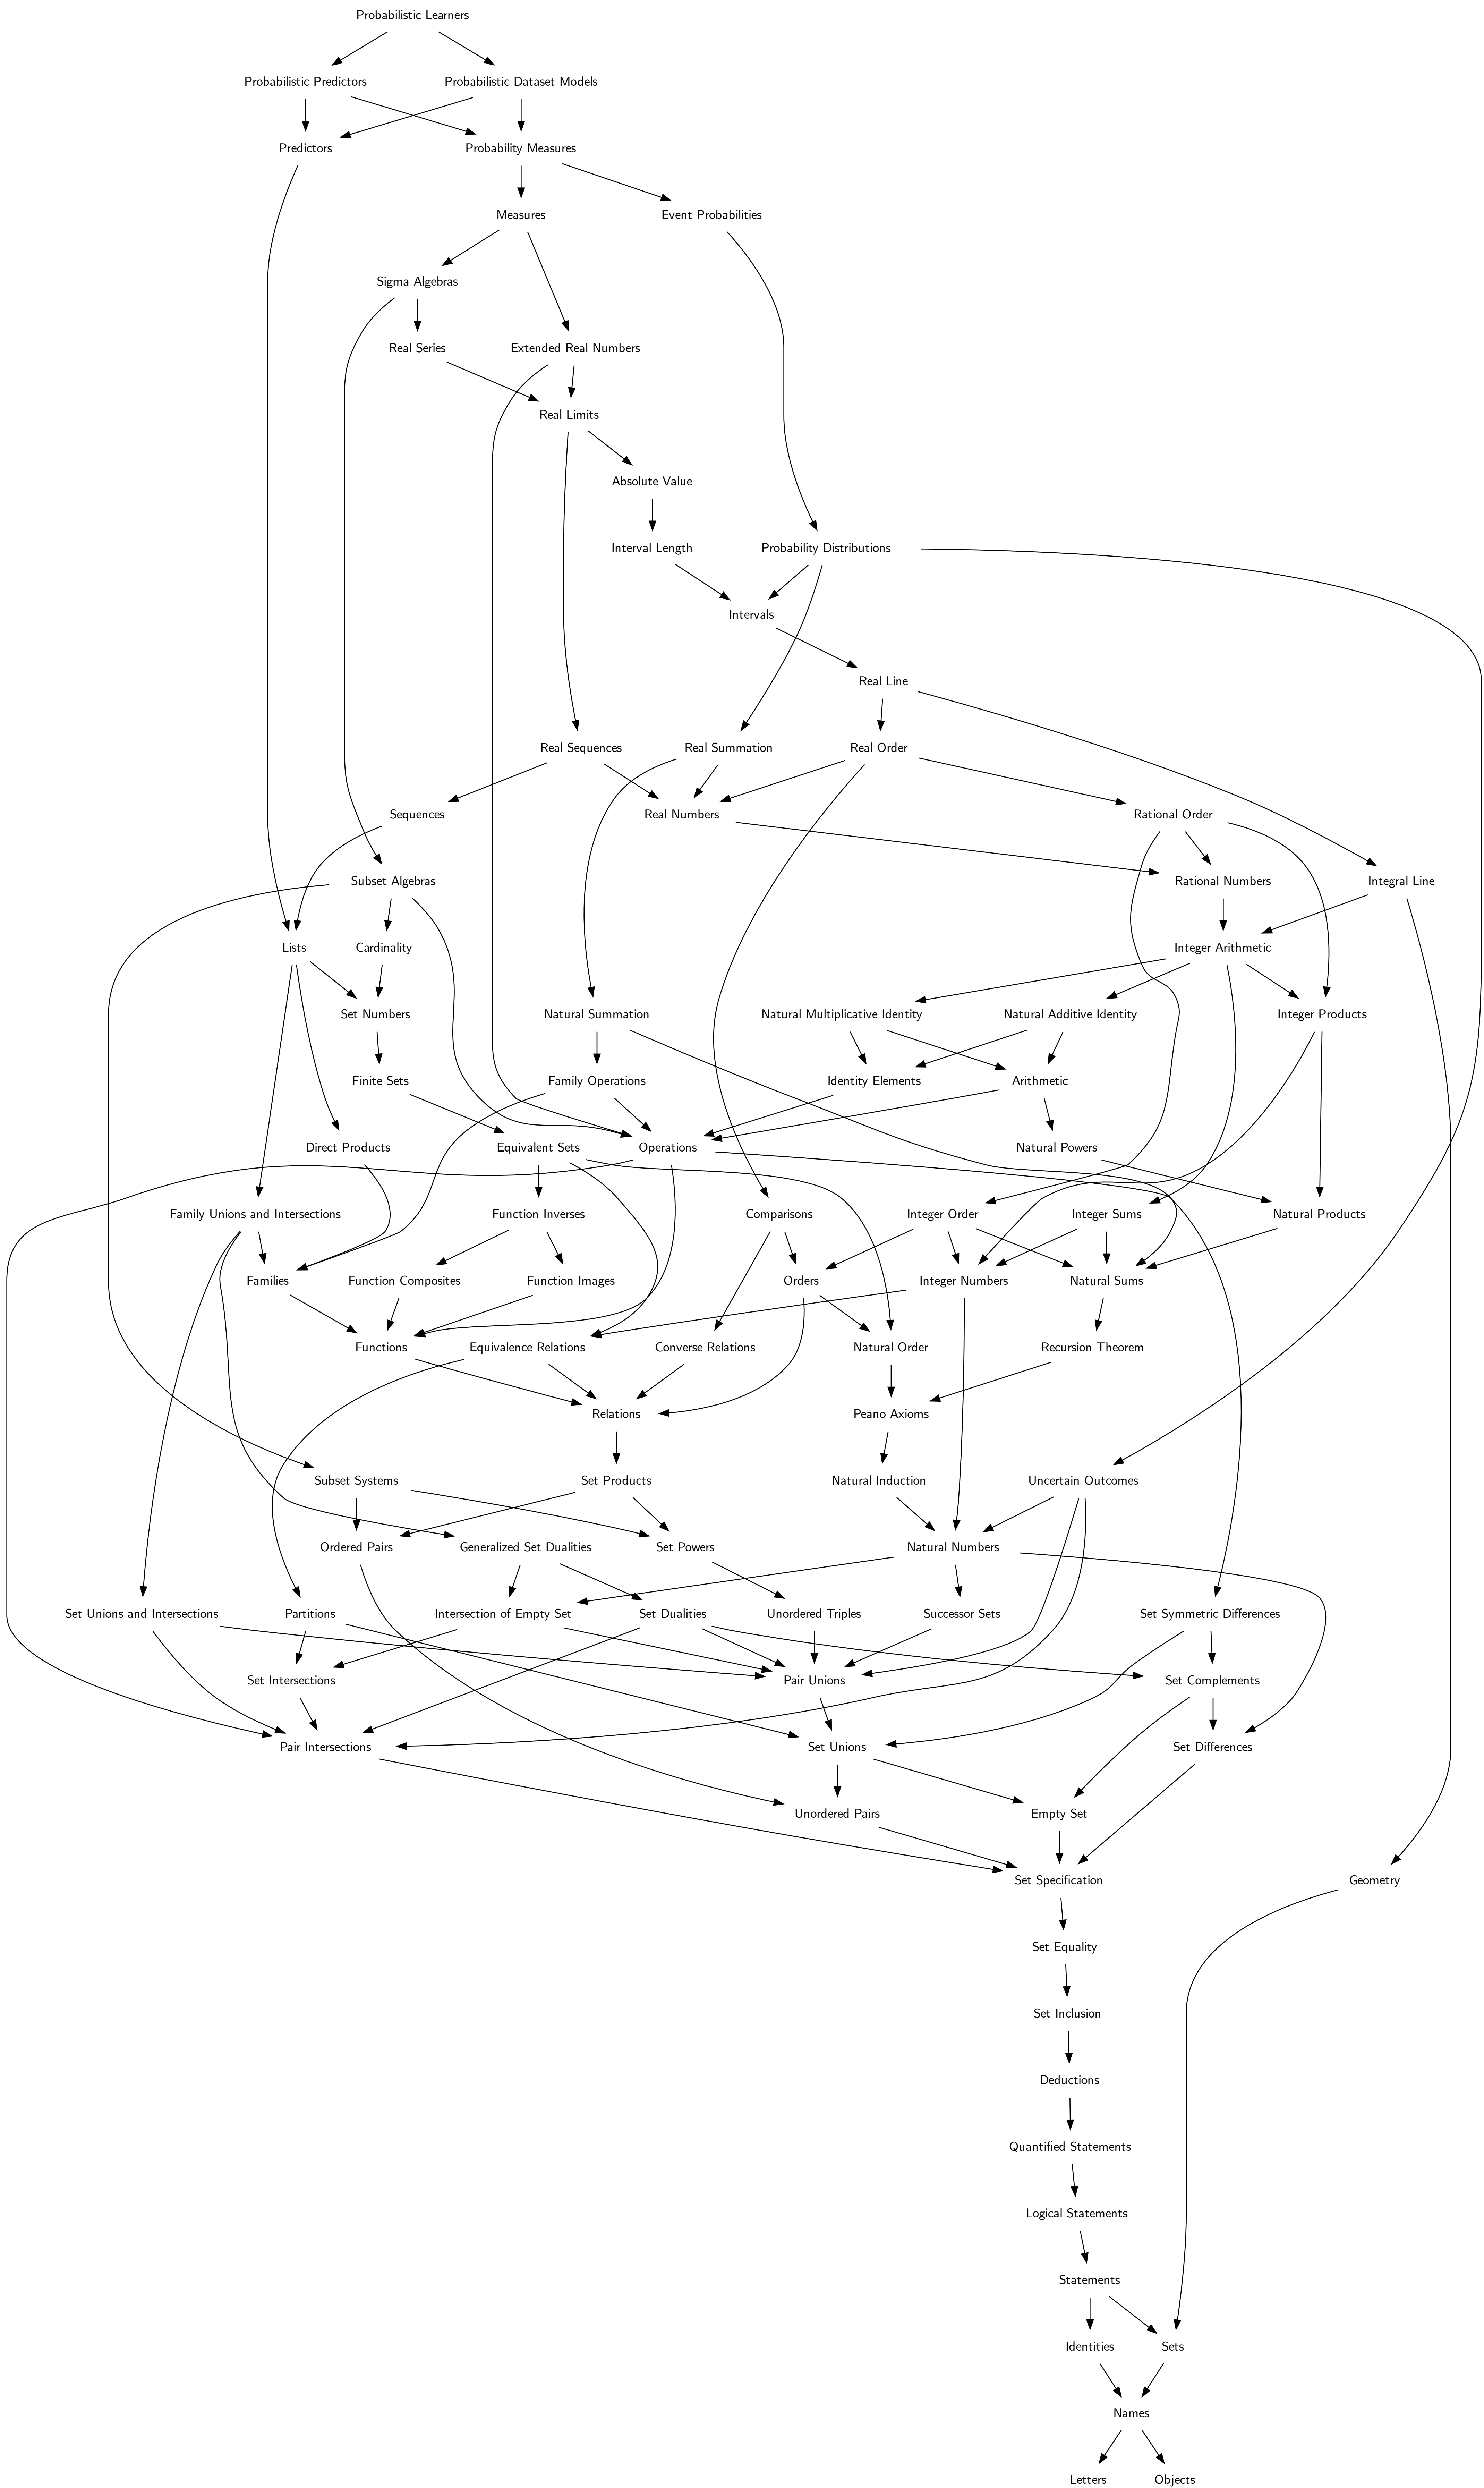 Probabilistic Learners
Probabilistic Predictors
Probabilistic Dataset Models
Predictors
Probability Measures
Measures
Event Probabilities
Sigma Algebras
Real Series
Extended Real Numbers
Real Limits
Absolute Value
Interval Length
Probability Distributions
Intervals
Real Line
Real Sequences
Real Summation
Real Order
Sequences
Real Numbers
Rational Order
Subset Algebras
Rational Numbers
Integral Line
Lists
Cardinality
Integer Arithmetic
Set Numbers
Natural Summation
Natural Multiplicative Identity
Natural Additive Identity
Integer Products
Finite Sets
Family Operations
Identity Elements
Arithmetic
Direct Products
Equivalent Sets
Operations
Natural Powers
Family Unions and Intersections
Function Inverses
Comparisons
Integer Order
Integer Sums
Natural Products
Families
Function Composites
Function Images
Orders
Integer Numbers
Natural Sums
Functions
Equivalence Relations
Converse Relations
Natural Order
Recursion Theorem
Relations
Peano Axioms
Subset Systems
Set Products
Natural Induction
Uncertain Outcomes
Ordered Pairs
Generalized Set Dualities
Set Powers
Natural Numbers
Set Unions and Intersections
Partitions
Intersection of Empty Set
Set Dualities
Unordered Triples
Successor Sets
Set Symmetric Differences
Set Intersections
Pair Unions
Set Complements
Pair Intersections
Set Unions
Set Differences
Unordered Pairs
Empty Set
Set Specification
Geometry
Set Equality
Set Inclusion
Deductions
Quantified Statements
Logical Statements
Statements
Identities
Sets
Names
Letters
Objects